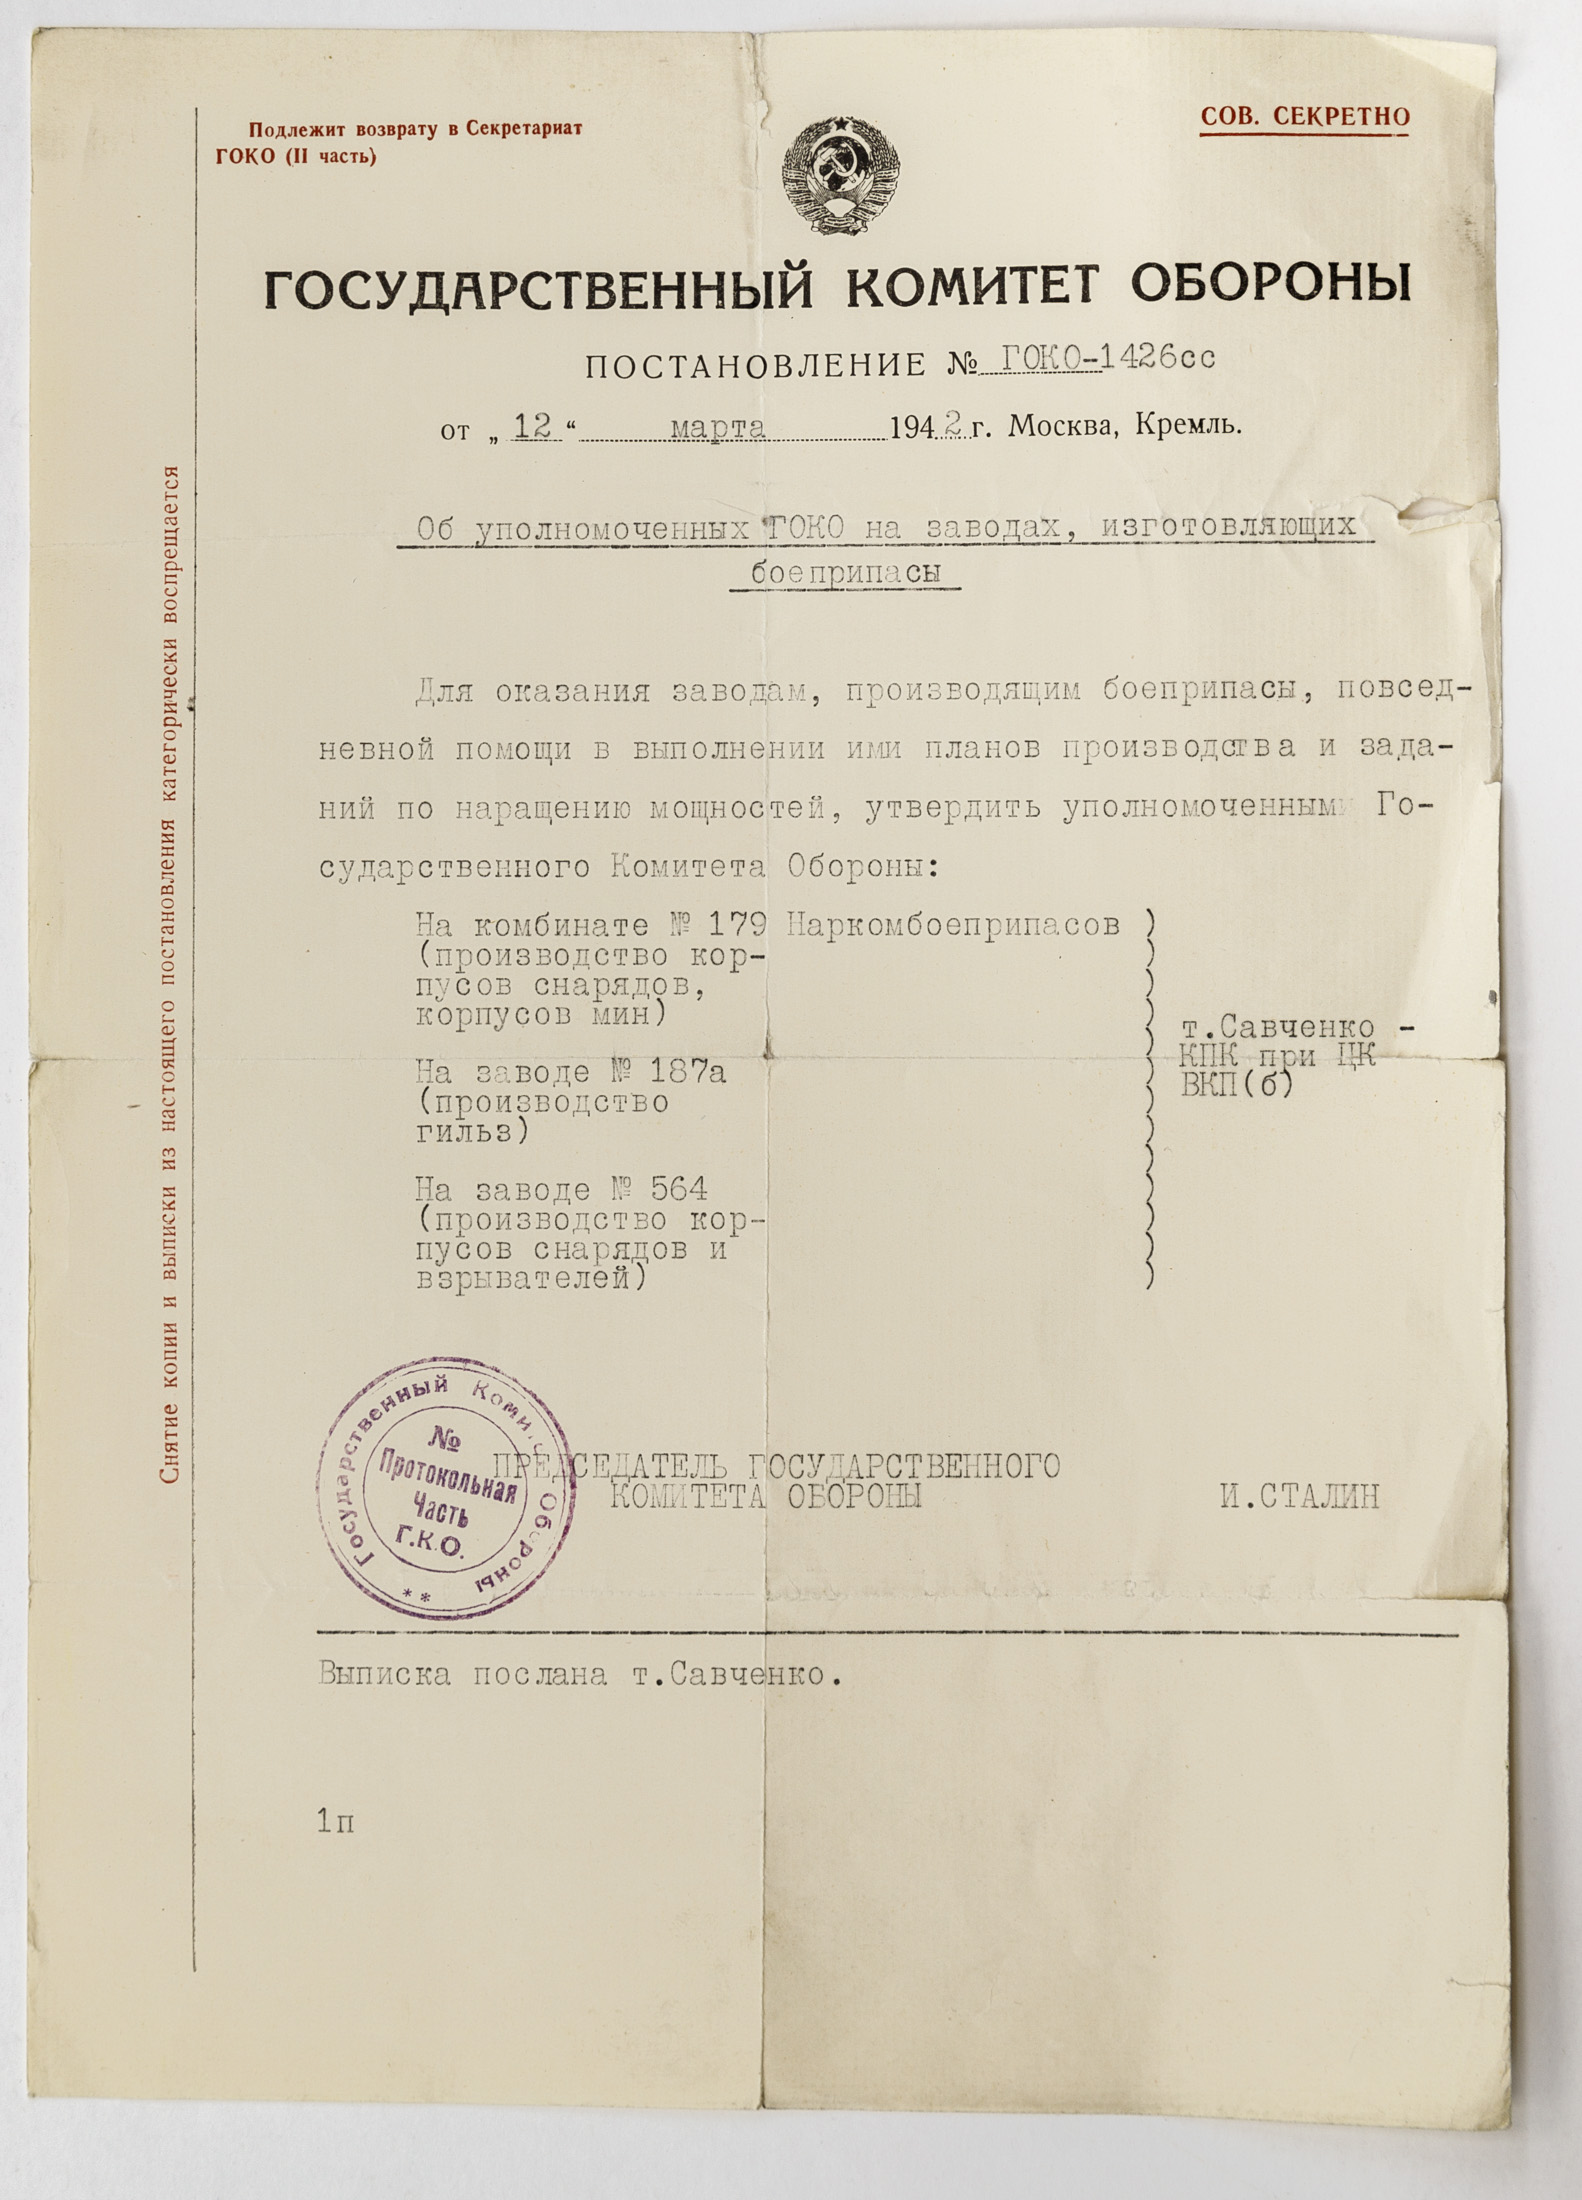 Подлежит возврату в Секретариат
ГОКО (II часть)
СОВ. СЕКРЕТНО
ГОСУДАРСТВЕННЫЙ КОМИТЕТ ОБОРОНЫ
ПОСТАНОВЛЕНИЕ № ГОКО-1426сс
от „ 12 “ марта 1942 г. Москва, Кремль.
Снятие копии и выписки из настоящего постановления категорически воспрещается
Об уполномоченных ГОКО на заводах, изготовляющих
боеприпасы
Для оказания заводам, производящим боеприпасы, повсед-
невной помощи в выполнении ими планов производства и зада-
ний по наращению мощностей, утвердить уполномоченными Го-
сударственного Комитета Обороны:
На комбинате № 179 Наркомбоеприпасов
(производство кор-
пусов снарядов,
корпусов мин)
На заводе № 187а
(производство
гильз)
На заводе № 564
(производство кор-
пусов снарядов и
взрывателей)
т.Савченко -
КПК при ЦК
ВКП(б)
Государственный Комитет Обороны
№
Протокольная
Часть
Г.К.О.
**
ПРЕДСЕДАТЕЛЬ ГОСУДАРСТВЕННОГО
КОМИТЕТА ОБОРОНЫ И.СТАЛИН
Выписка послана т.Савченко.
1п